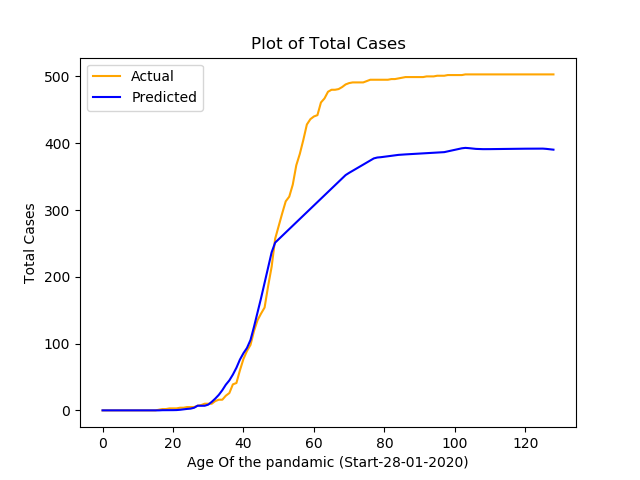 Plot of Total Cases
Actual
Predicted
500
400
300
200
100
0
Total Cases
0 20 40 60 80 100 120
Age Of the pandamic (Start-28-01-2020)